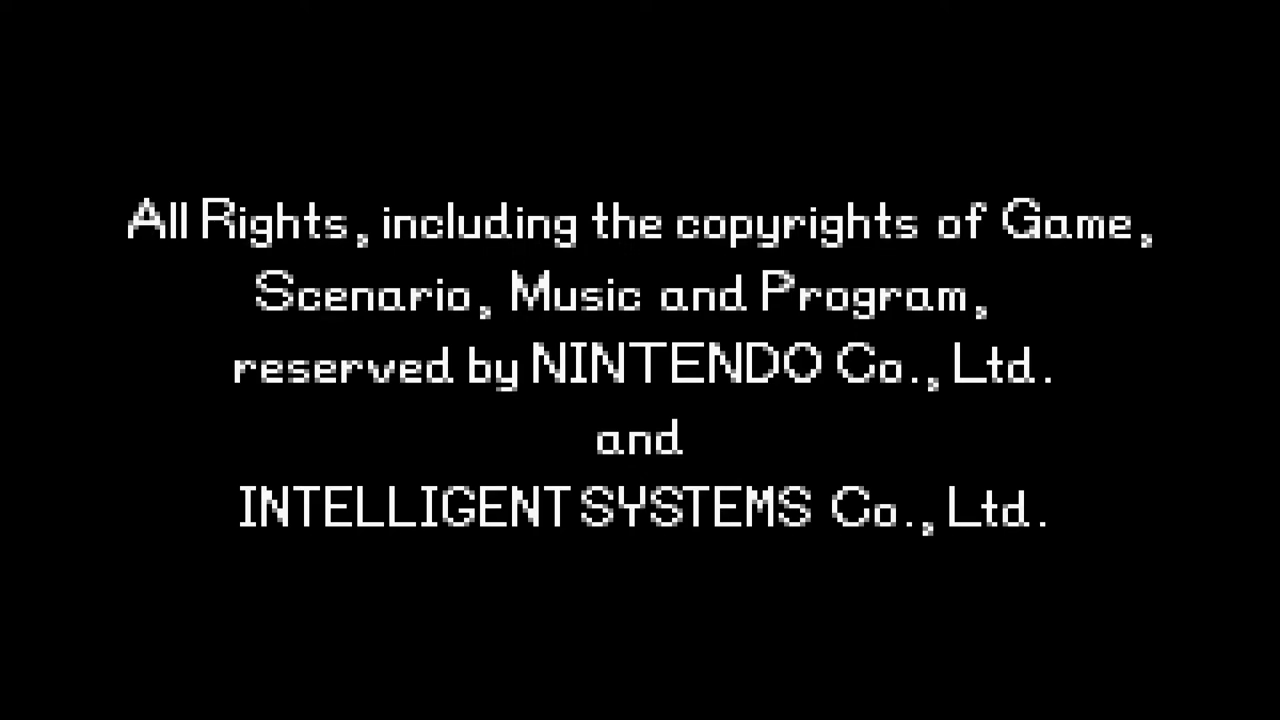 All Rights, including the copyrights of Game,
Scenario, Music and Program,
reserved by NINTENDO Co., Ltd.
and
INTELLIGENT SYSTEMS Co., Ltd.